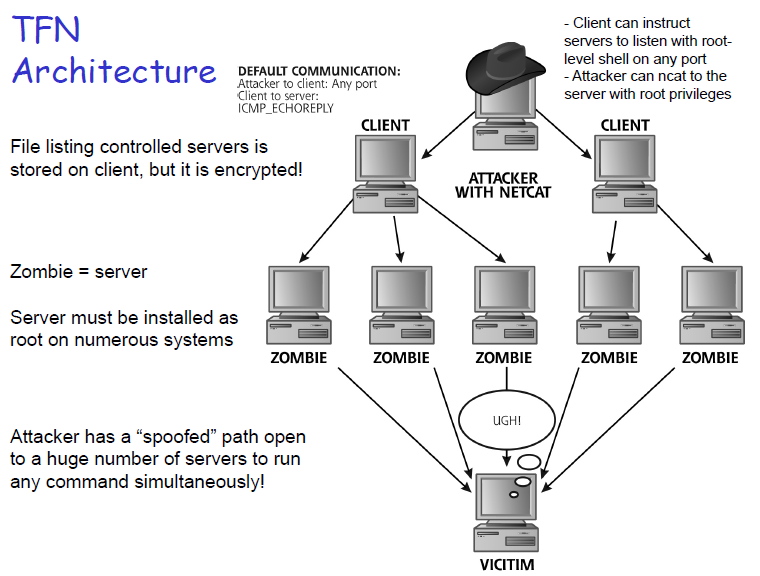 TFN
Architecture
DEFAULT COMMUNICATION:
Attacker to client: Any port
Client to server:
ICMP_ECHOREPLY
- Client can instruct
servers to listen with root-
level shell on any port
- Attacker can ncat to the
server with root privileges
File listing controlled servers is
stored on client, but it is encrypted!
CLIENT
CLIENT
ATTACKER
WITH NETCAT
Zombie = server
Server must be installed as
root on numerous systems
ZOMBIE
ZOMBIE
ZOMBIE
ZOMBIE
ZOMBIE
UGH!
Attacker has a “spoofed” path open
to a huge number of servers to run
any command simultaneously!
VICITIM